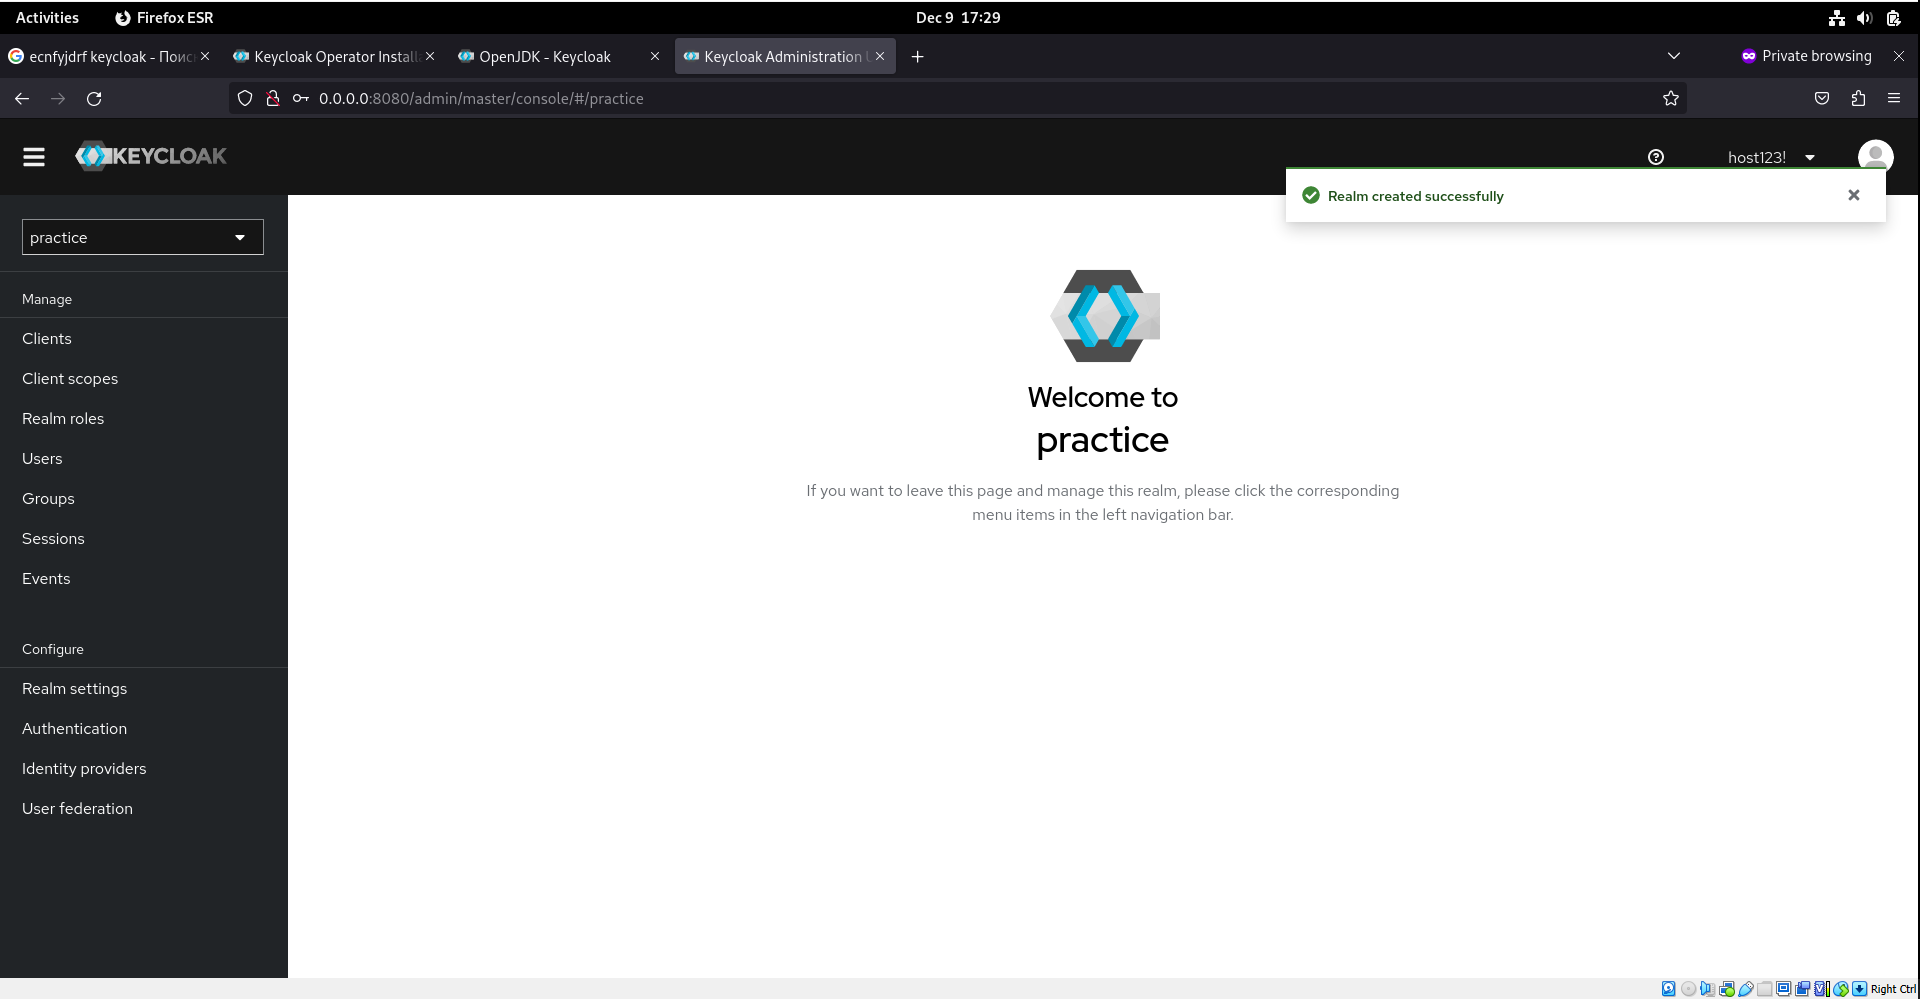 Activities Firefox ESR Dec 9 17:29
ecnfyjdrf keycloak - Поис Keycloak Operator Install OpenJDK - Keycloak Keycloak Administration Private browsing
0.0.0.0:8080/admin/master/console/#/practice
KEYCLOAK host123!
Realm created successfully
practice
Manage
Clients
Client scopes
Realm roles
Users
Groups
Sessions
Events
Configure
Realm settings
Authentication
Identity providers
User federation
Welcome to
practice
If you want to leave this page and manage this realm, please click the corresponding
menu items in the left navigation bar.
Right Ctrl